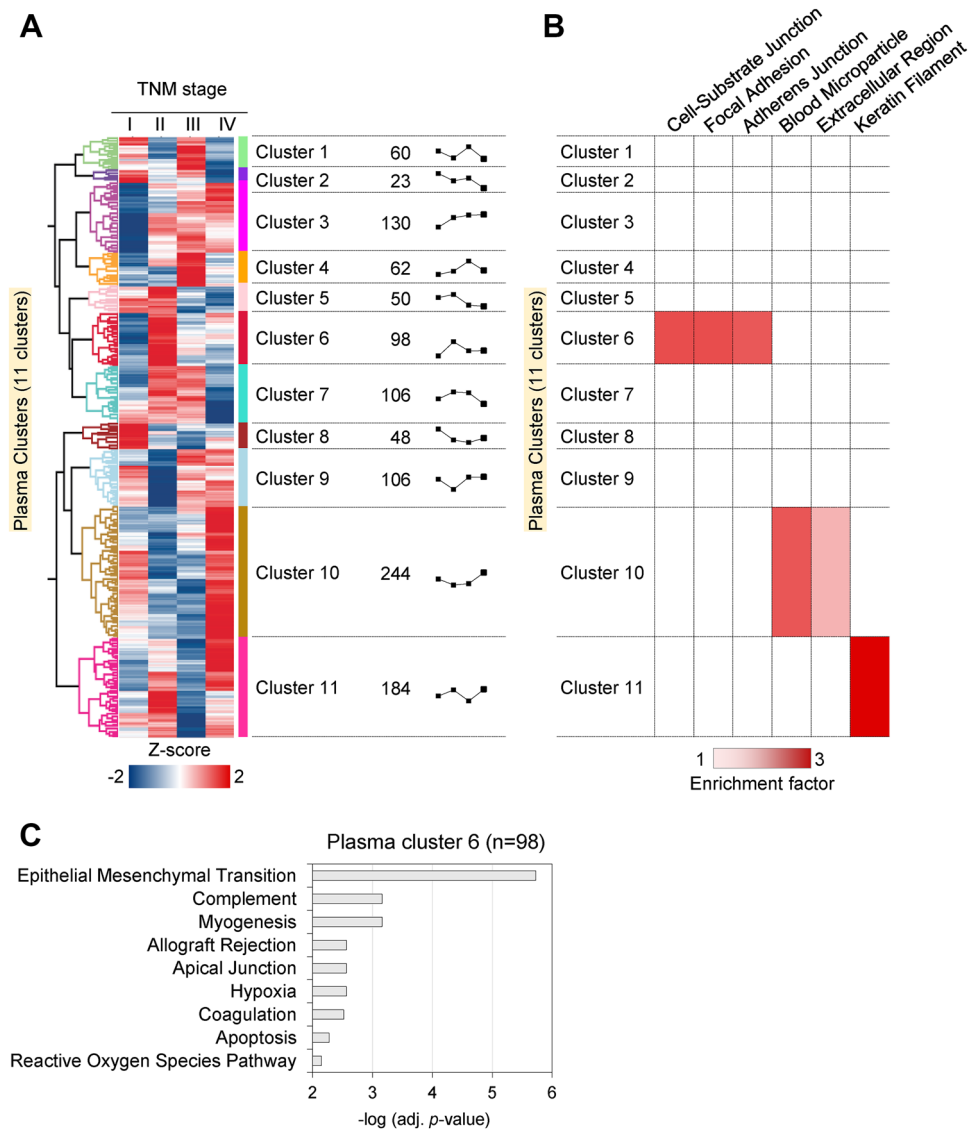 A
TNM stage
I II III IV
Plasma Clusters (11 clusters)
Cluster 1 60
Cluster 2 23
Cluster 3 130
Cluster 4 62
Cluster 5 50
Cluster 6 98
Cluster 7 106
Cluster 8 48
Cluster 9 106
Cluster 10 244
Cluster 11 184
Z-score
-2 2
B
Cell-Substrate Junction
Focal Adhesion
Adherens Junction
Blood Microparticle
Extracellular Region
Keratin Filament
Plasma Clusters (11 clusters)
Cluster 1
Cluster 2
Cluster 3
Cluster 4
Cluster 5
Cluster 6
Cluster 7
Cluster 8
Cluster 9
Cluster 10
Cluster 11
1 3
Enrichment factor
C
Plasma cluster 6 (n=98)
Epithelial Mesenchymal Transition
Complement
Myogenesis
Allograft Rejection
Apical Junction
Hypoxia
Coagulation
Apoptosis
Reactive Oxygen Species Pathway
2 3 4 5 6
-log (adj. p-value)